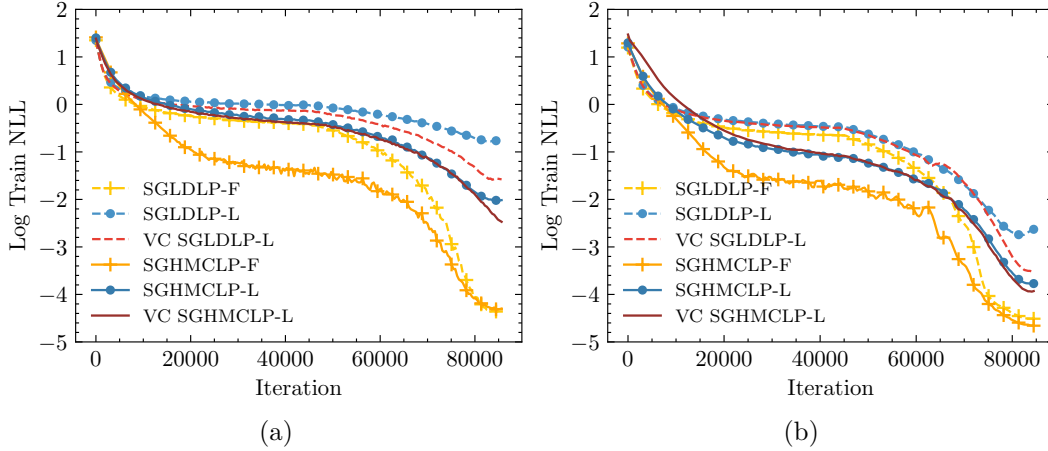 2
1
0
−1
−2
−3
−4
−5
Log Train NLL
SGLDLP-F
SGLDLP-L
VC SGLDLP-L
SGHMCLP-F
SGHMCLP-L
VC SGHMCLP-L
0 20000 40000 60000 80000
Iteration
(a)
2
1
0
−1
−2
−3
−4
−5
Log Train NLL
SGLDLP-F
SGLDLP-L
VC SGLDLP-L
SGHMCLP-F
SGHMCLP-L
VC SGHMCLP-L
0 20000 40000 60000 80000
Iteration
(b)